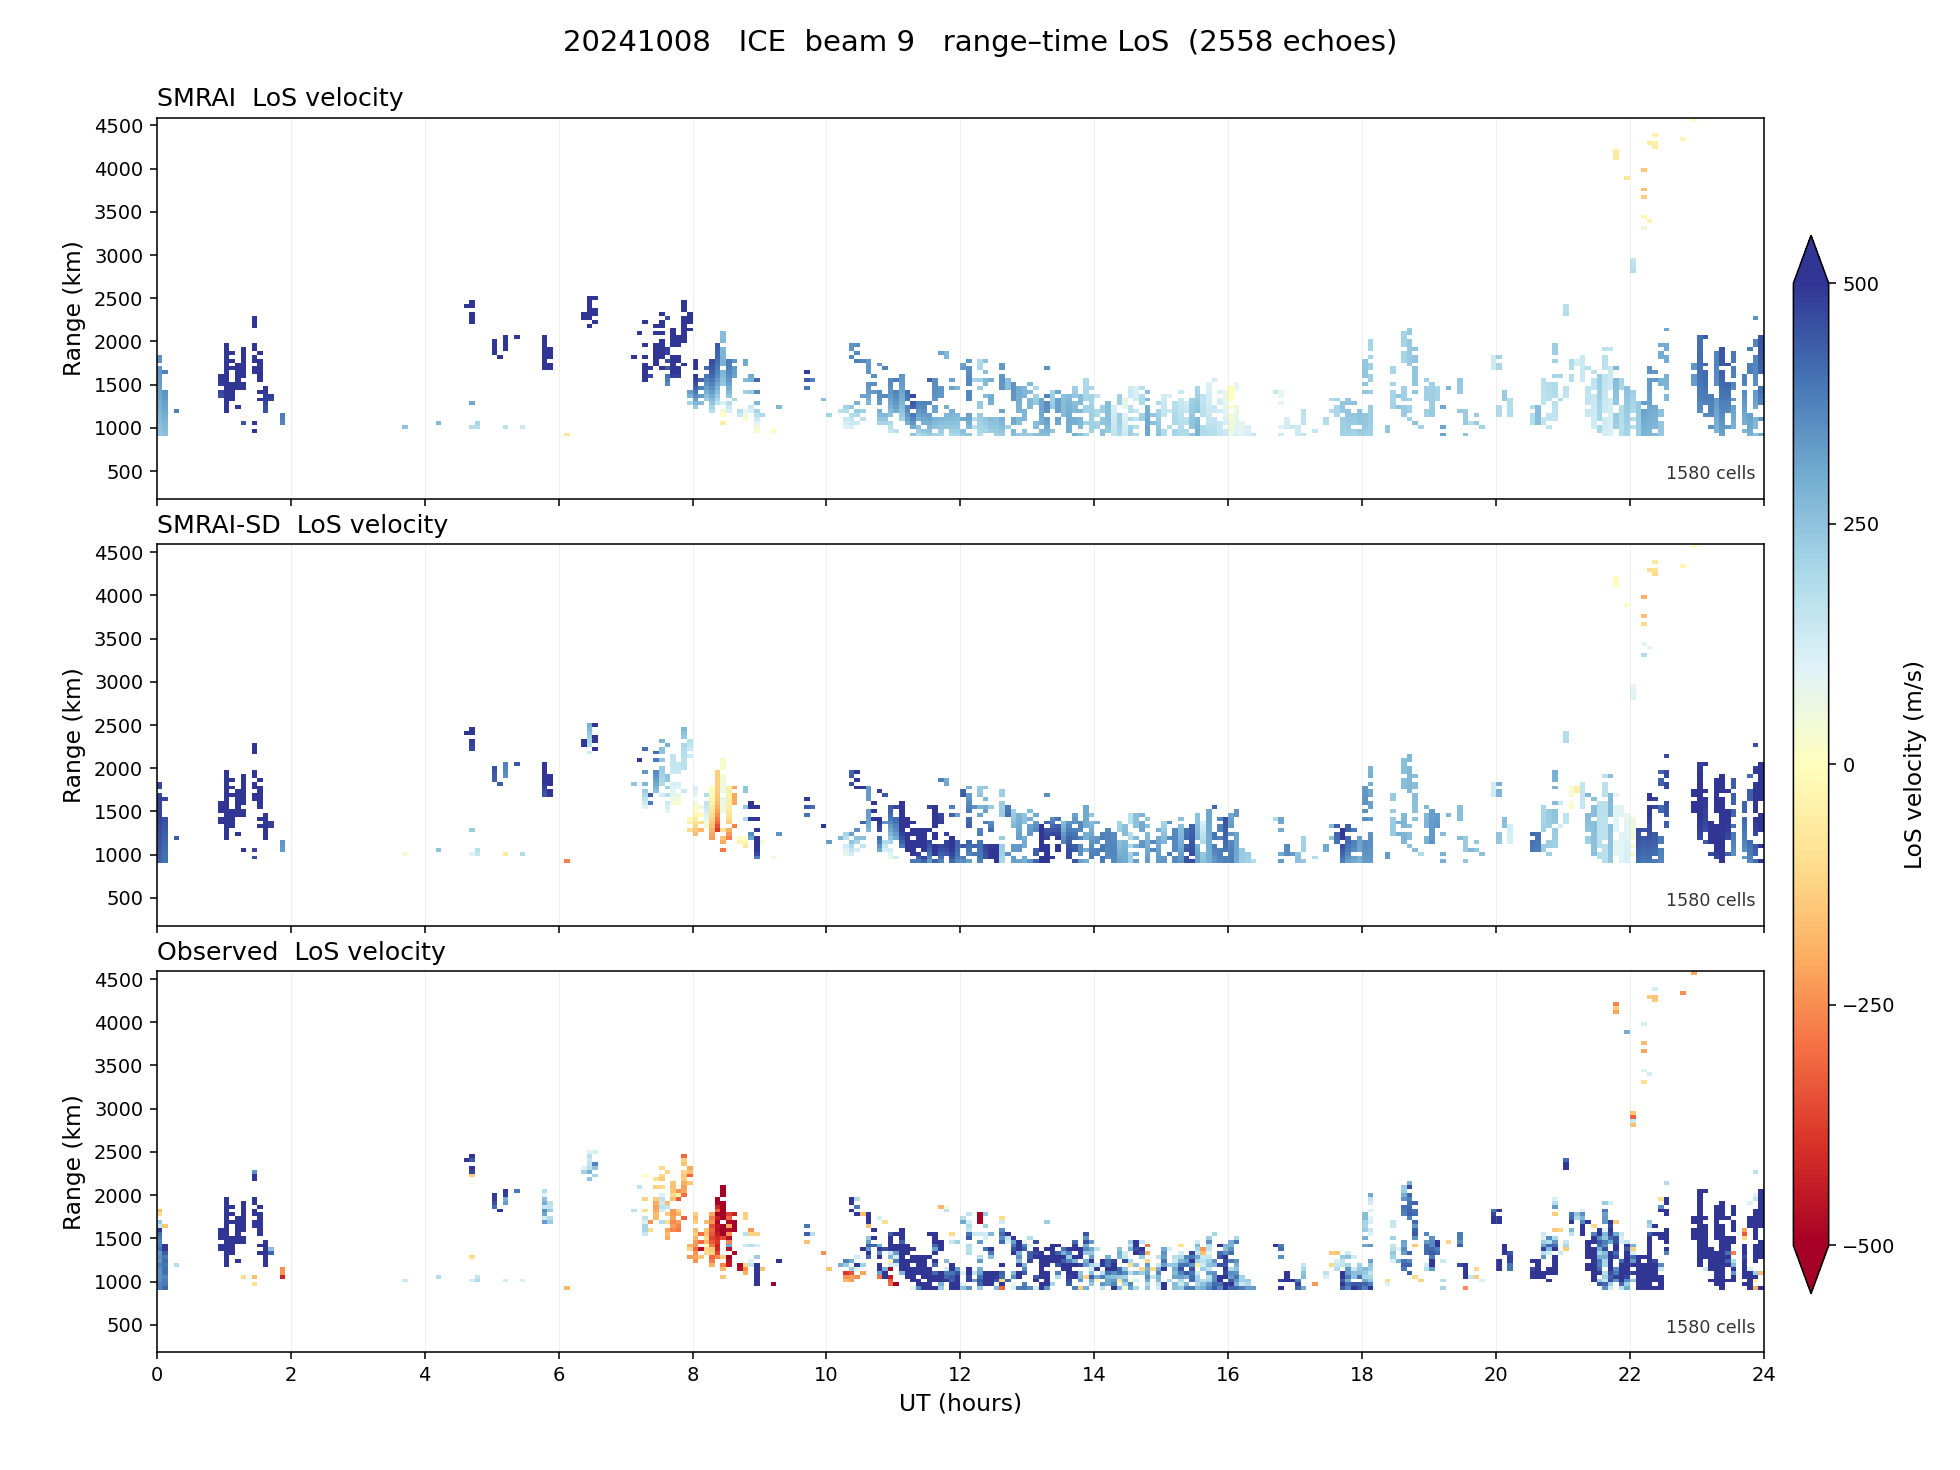 20241008   ICE  beam 9   range–time LoS  (2558 echoes)
SMRAI  LoS velocity
4500
4000
3500
3000
2500
2000
1500
1000
500
Range (km)
1580 cells
SMRAI-SD  LoS velocity
4500
4000
3500
3000
2500
2000
1500
1000
500
Range (km)
1580 cells
Observed  LoS velocity
4500
4000
3500
3000
2500
2000
1500
1000
500
Range (km)
1580 cells
0 2 4 6 8 10 12 14 16 18 20 22 24
UT (hours)
500
250
0
−250
−500
LoS velocity (m/s)